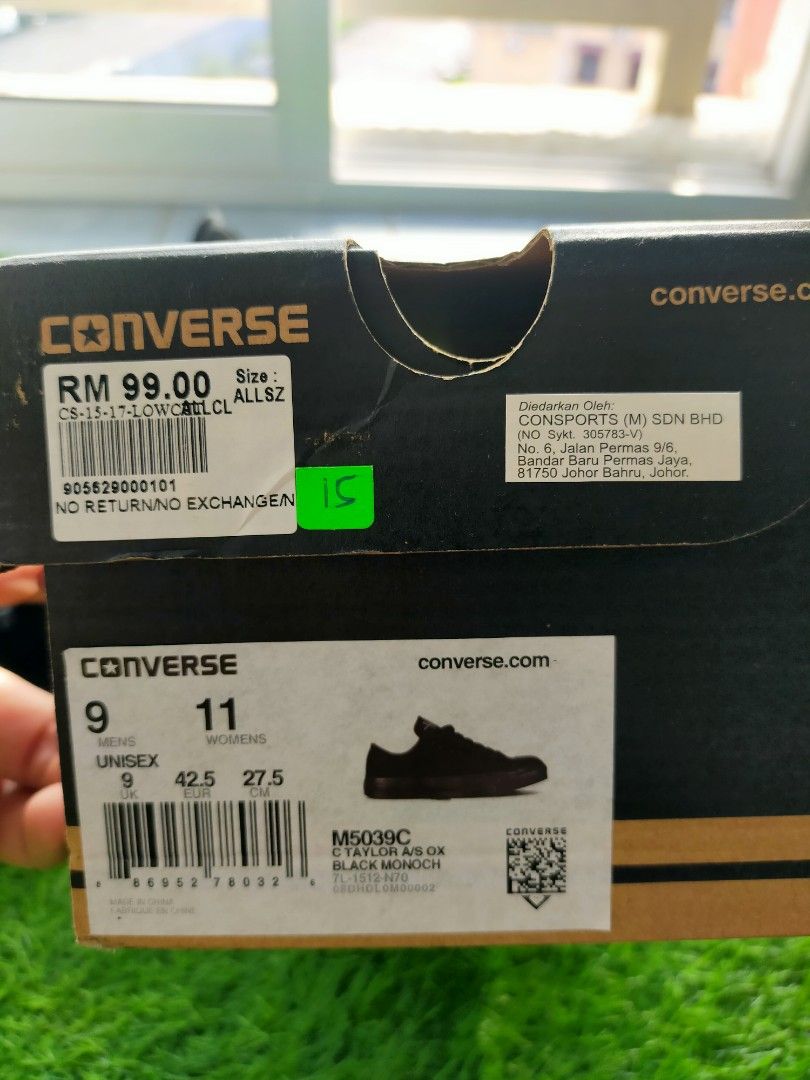 CONVERSE
converse.c
RM 99.00 Size :
ALLSZ
CS-15-17-LOWC ALLCL
905629000101
NO RETURN/NO EXCHANGE/N
15
Diedarkan Oleh:
CONSPORTS (M) SDN BHD
(NO Sykt. 305783-V)
No. 6, Jalan Permas 9/6,
Bandar Baru Permas Jaya,
81750 Johor Bahru, Johor.
CONVERSE converse.com
9 11
MENS WOMENS
UNISEX
9 42.5 27.5
UK EUR CM
M5039C
C TAYLOR A/S OX
BLACK MONOCH
7L-1512-N70
08DHDL0M00002
CONVERSE
8 86952 78032 6
MADE IN CHINA
FABRIQUE EN CHINE